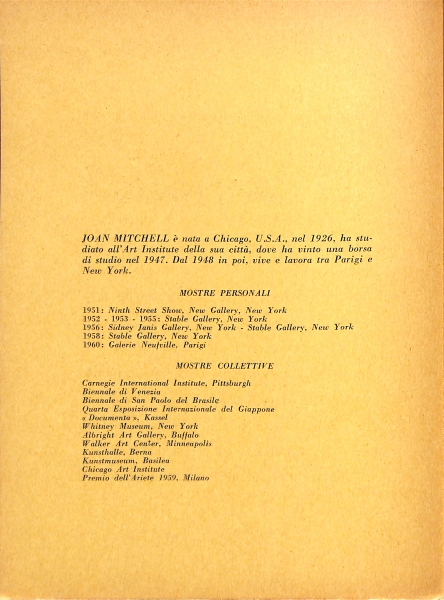 JOAN MITCHELL è nata a Chicago, U.S.A., nel 1926, ha stu-
diato all'Art Institute della sua città, dove ha vinto una borsa
di studio nel 1947. Dal 1948 in poi, vive e lavora tra Parigi e
New York.
MOSTRE PERSONALI
1951: Ninth Street Show, New Gallery, New York
1952 - 1953 - 1955: Stable Gallery, New York
1956: Sidney Janis Gallery, New York - Stable Gallery, New York
1958: Stable Gallery, New York
1960: Galerie Neufville, Parigi
MOSTRE COLLETTIVE
Carnegie International Institute, Pittsburgh
Biennale di Venezia
Biennale di San Paolo del Brasile
Quarta Esposizione Internazionale del Giappone
« Documenta », Kassel
Whitney Museum, New York
Albright Art Gallery, Buffalo
Walker Art Center, Minneapolis
Kunsthalle, Berna
Kunstmuseum, Basilea
Chicago Art Institute
Premio dell'Ariete 1959, Milano